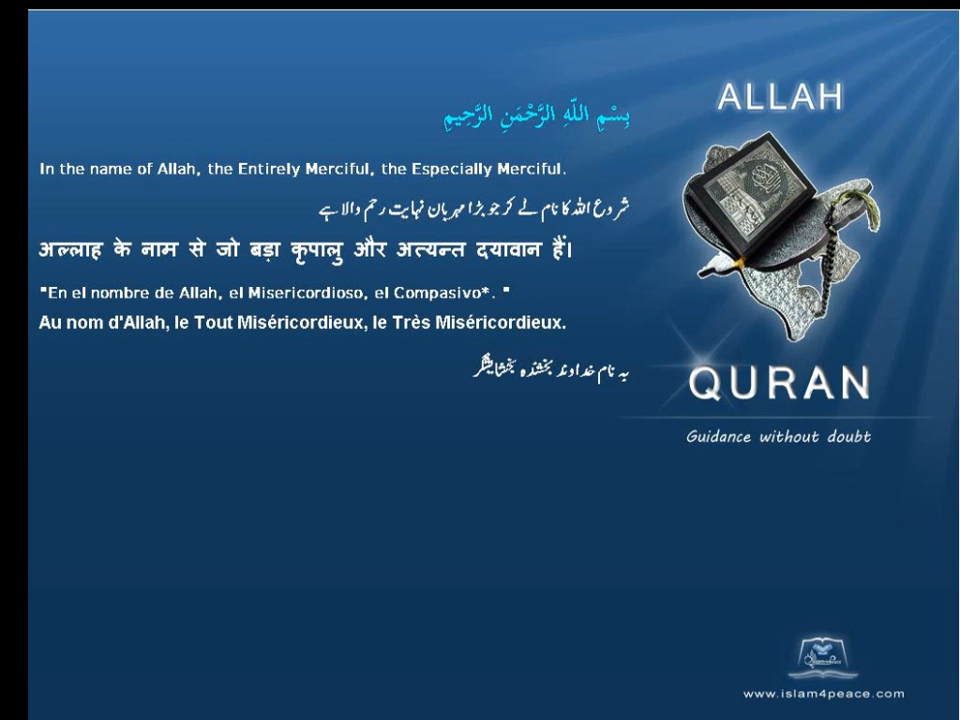 بِسْمِ اللَّهِ الرَّحْمَنِ الرَّحِيمِ
In the name of Allah, the Entirely Merciful, the Especially Merciful.
شروع الله کا نام لے کر جو بڑا مہربان نہایت رحم والا ہے
अल्लाह के नाम से जो बड़ा कृपालु और अत्यन्त दयावान हैं।
"En el nombre de Allah, el Misericordioso, el Compasivo*. "
Au nom d'Allah, le Tout Miséricordieux, le Très Miséricordieux.
به نام خداوند بخشنده بخشایشگر
ALLAH
QURAN
Guidance without doubt
www.islam4peace.com